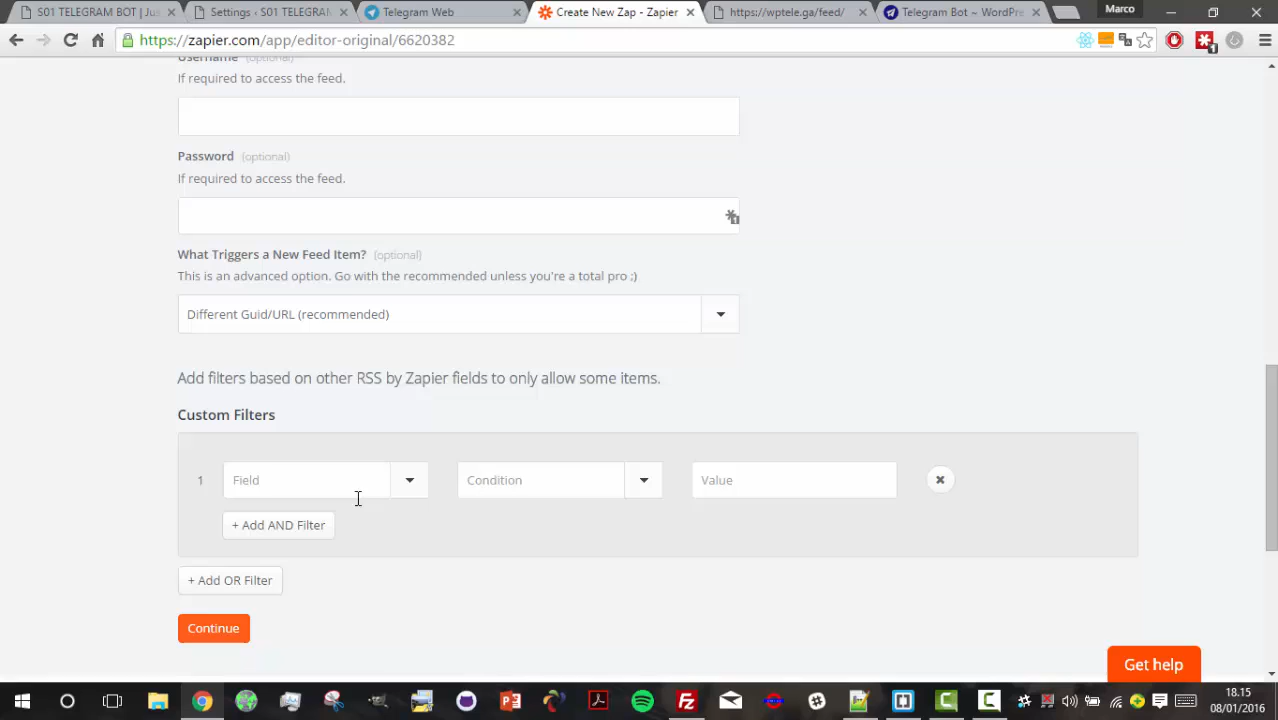 S01 TELEGRAM BOT | Jus
Settings ‹ S01 TELEGRAM
Telegram Web
Create New Zap - Zapier
https://wptele.ga/feed/
Telegram Bot ~ WordPre
Marco
https://zapier.com/app/editor-original/6620382
Username (optional)
If required to access the feed.
Password (optional)
If required to access the feed.
What Triggers a New Feed Item? (optional)
This is an advanced option. Go with the recommended unless you're a total pro ;)
Different Guid/URL (recommended)
Add filters based on other RSS by Zapier fields to only allow some items.
Custom Filters
1 Field Condition Value
+ Add AND Filter
+ Add OR Filter
Continue
Get help
18.15
08/01/2016